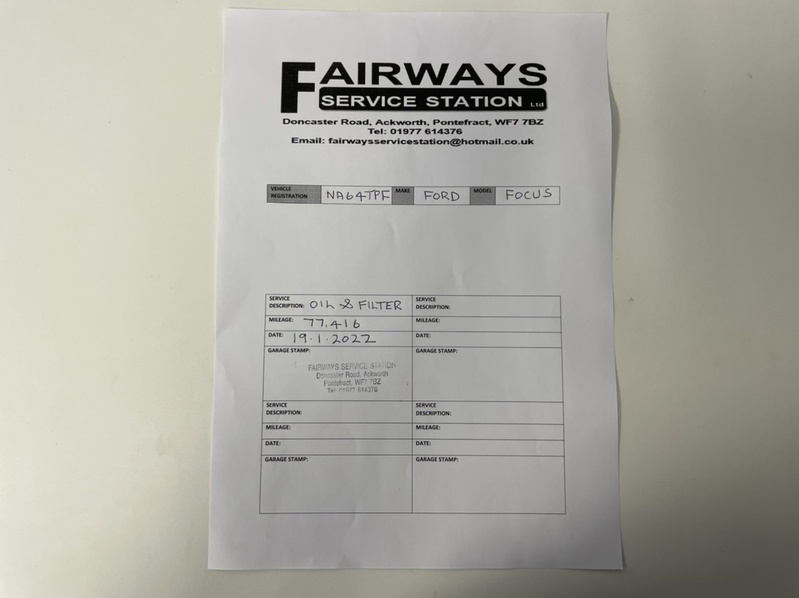 FAIRWAYS
SERVICE STATION Ltd
Doncaster Road, Ackworth, Pontefract, WF7 7BZ
Tel: 01977 614376
Email: fairwaysservicestation@hotmail.co.uk
VEHICLE REGISTRATION NA64TPF MAKE FORD MODEL FOCUS
SERVICE DESCRIPTION: OIL & FILTER
MILEAGE: 77,416
DATE: 19.1.2022
GARAGE STAMP:
FAIRWAYS SERVICE STATION
Doncaster Road, Ackworth
Pontefract, WF7 7BZ
Tel: 01977 614376
SERVICE DESCRIPTION:
MILEAGE:
DATE:
GARAGE STAMP:
SERVICE DESCRIPTION:
MILEAGE:
DATE:
GARAGE STAMP:
SERVICE DESCRIPTION:
MILEAGE:
DATE:
GARAGE STAMP: